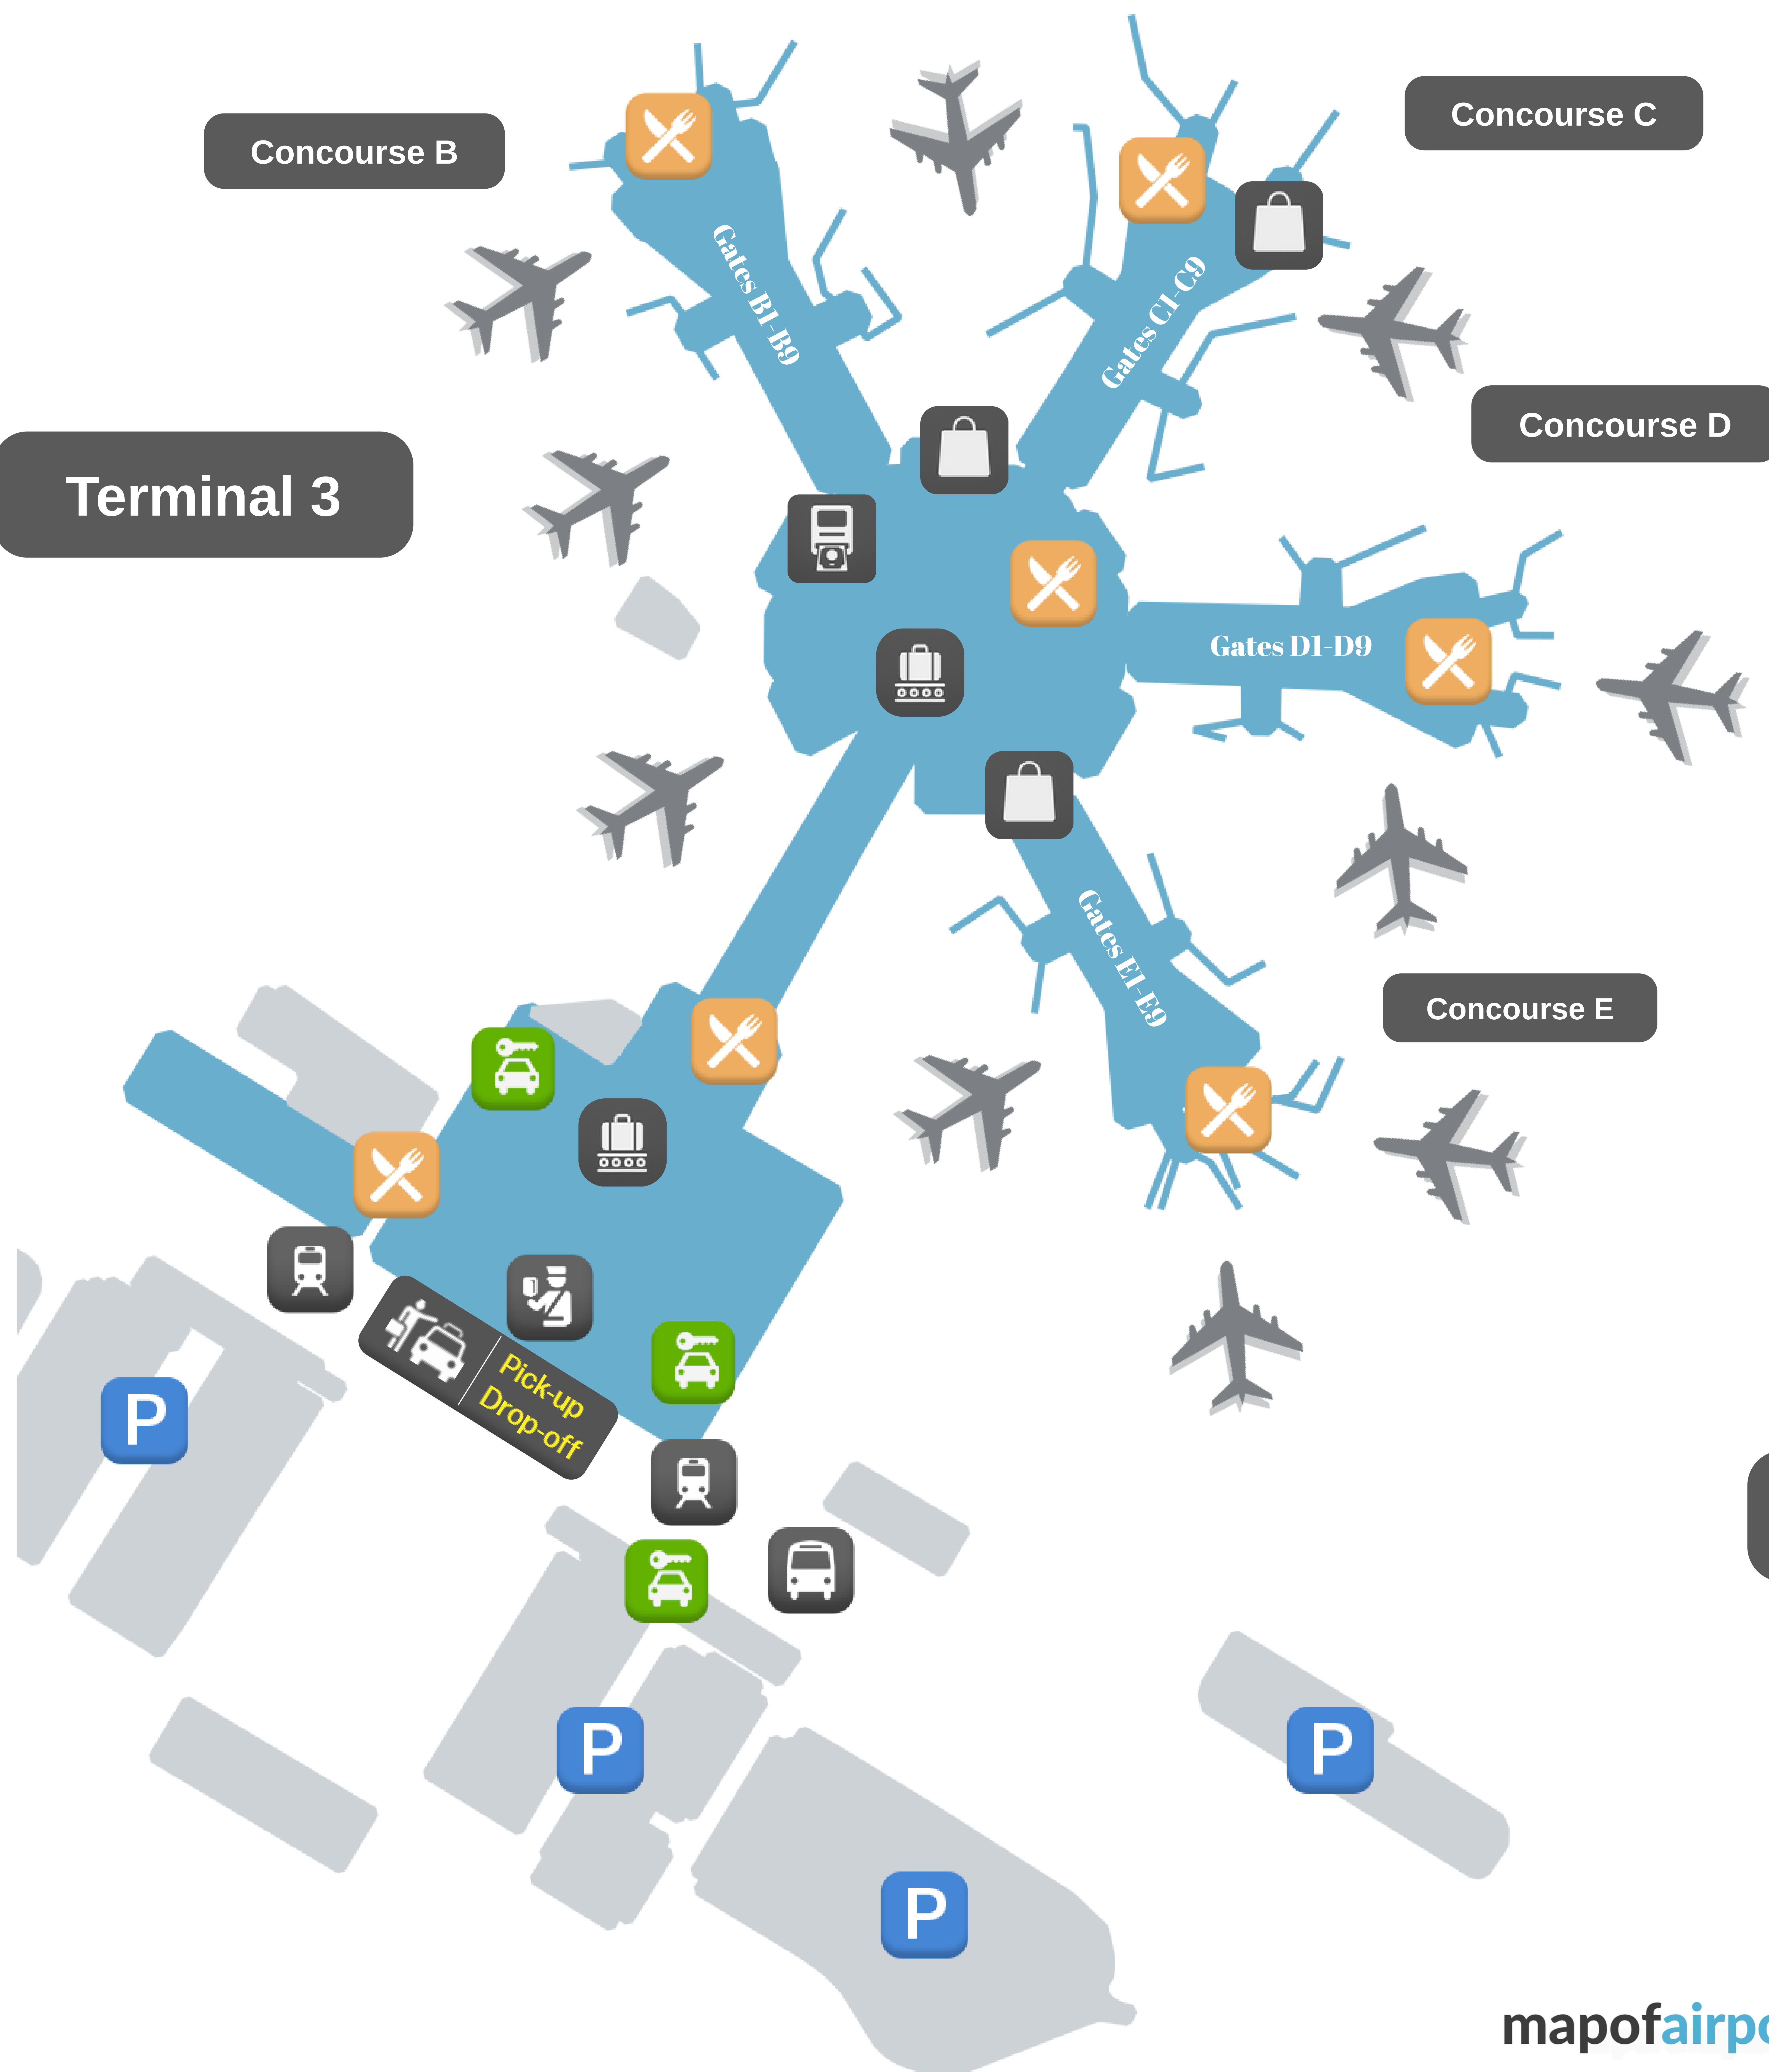 Concourse B
Concourse C
Gates B1-B9
Gates C1-C9
Concourse D
Terminal 3
Gates D1-D9
Gates E1-E9
Concourse E
Pick-up
Drop-off
P
P
P
P
mapofairpo